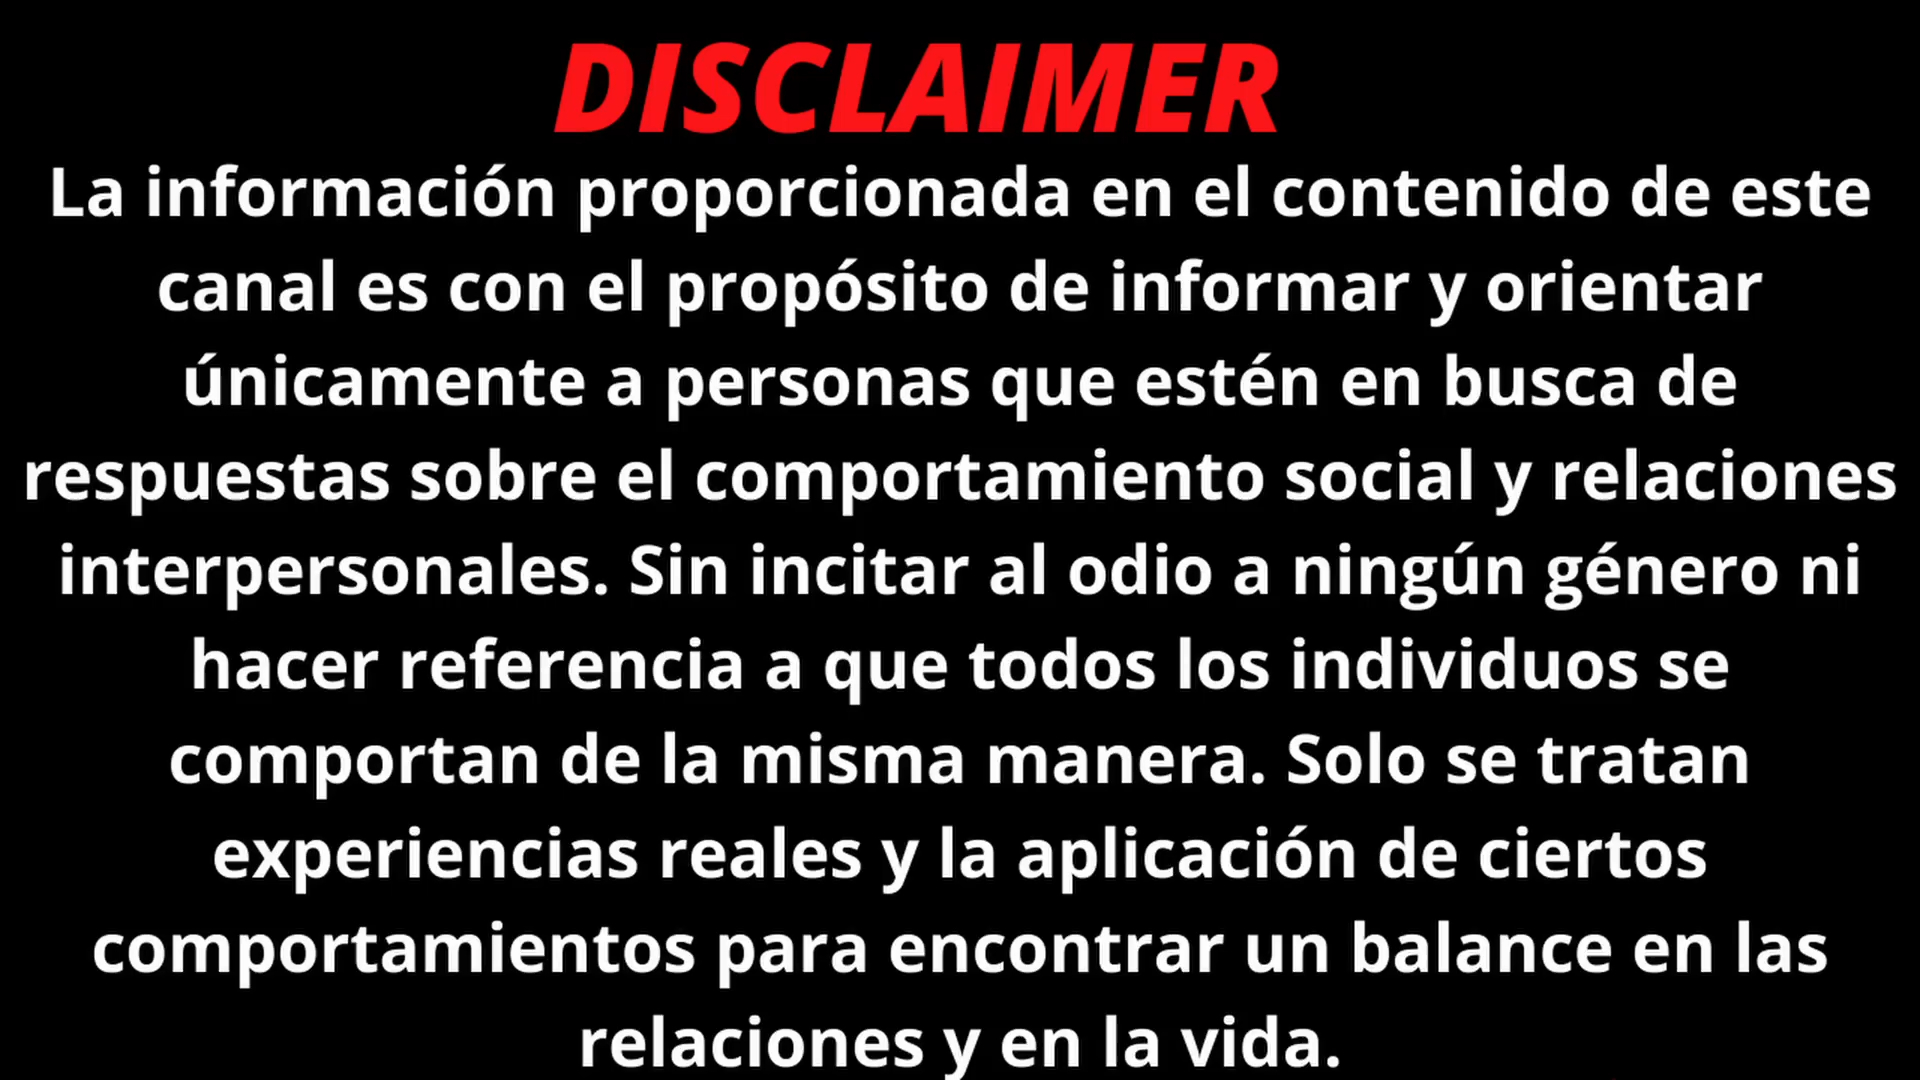 DISCLAIMER
La información proporcionada en el contenido de este
canal es con el propósito de informar y orientar
únicamente a personas que estén en busca de
respuestas sobre el comportamiento social y relaciones
interpersonales. Sin incitar al odio a ningún género ni
hacer referencia a que todos los individuos se
comportan de la misma manera. Solo se tratan
experiencias reales y la aplicación de ciertos
comportamientos para encontrar un balance en las
relaciones y en la vida.